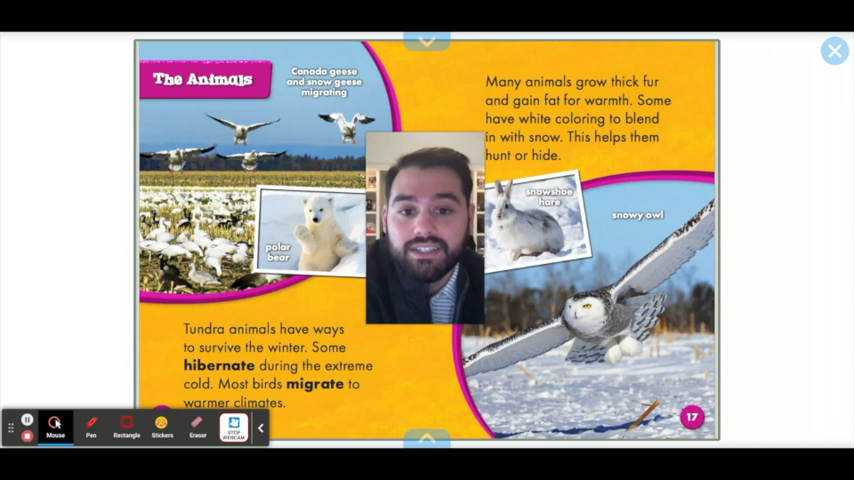 The Animals
Canada geese
and snow geese
migrating
polar
bear
Tundra animals have ways
to survive the winter. Some
hibernate during the extreme
cold. Most birds migrate to
warmer climates.
Many animals grow thick fur
and gain fat for warmth. Some
have white coloring to blend
in with snow. This helps them
hunt or hide.
snowshoe
hare
snowy owl
17
Mouse
Pen
Rectangle
Stickers
Eraser
STOP
WEBCAM